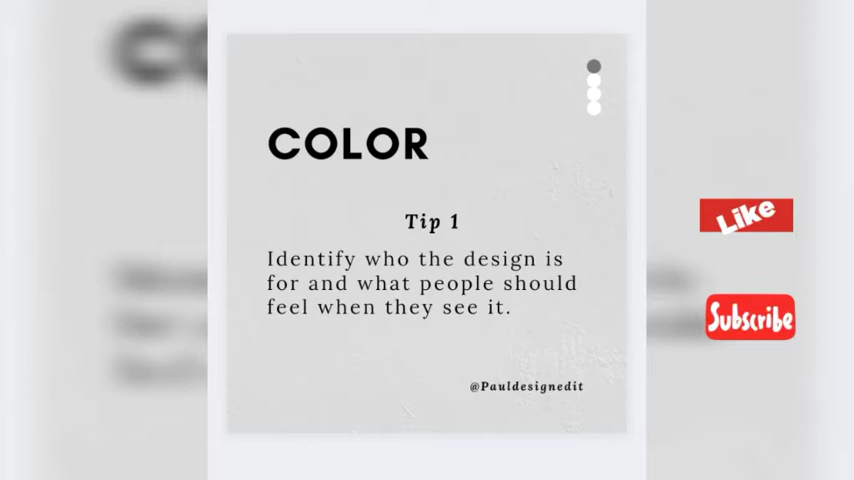 COLOR
Tip 1
Identify who the design is
for and what people should
feel when they see it.
@Pauldesignedit
Like
Subscribe